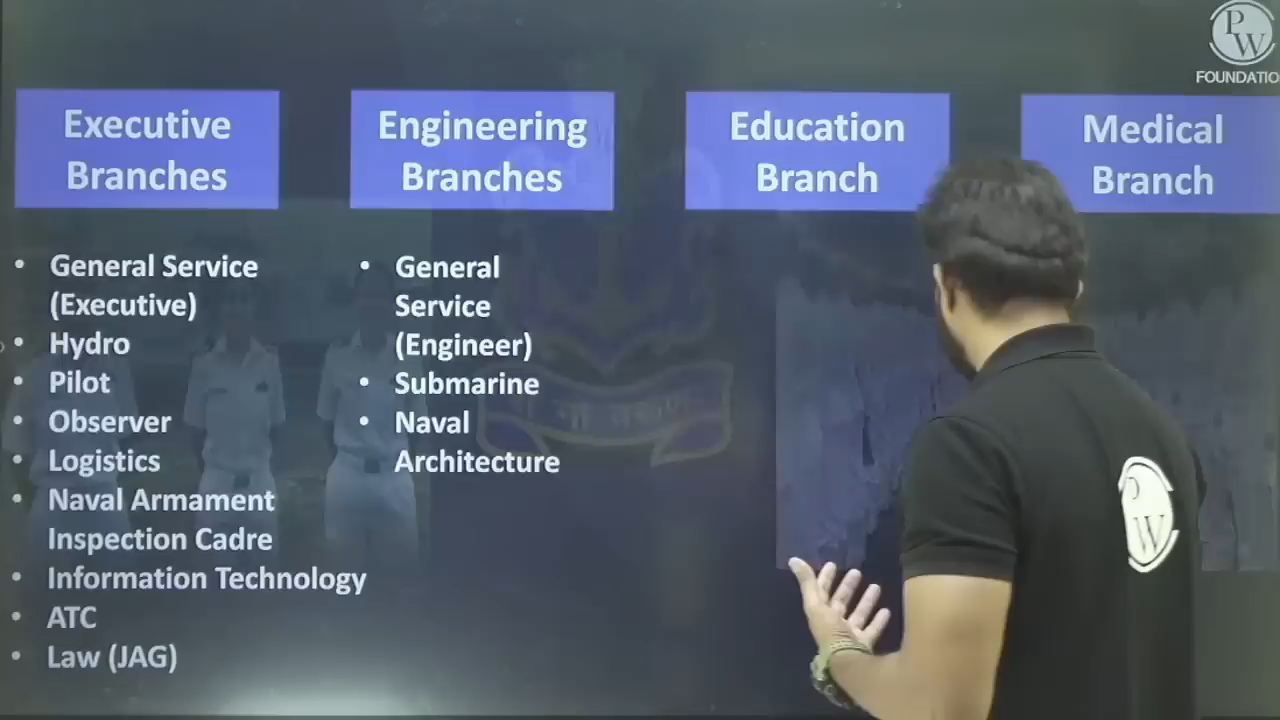 PW
FOUNDATIO
Executive
Branches
Engineering
Branches
Education
Branch
Medical
Branch
• General Service
(Executive)
• Hydro
• Pilot
• Observer
• Logistics
• Naval Armament
Inspection Cadre
• Information Technology
• ATC
• Law (JAG)
• General
Service
(Engineer)
• Submarine
• Naval
Architecture
PW